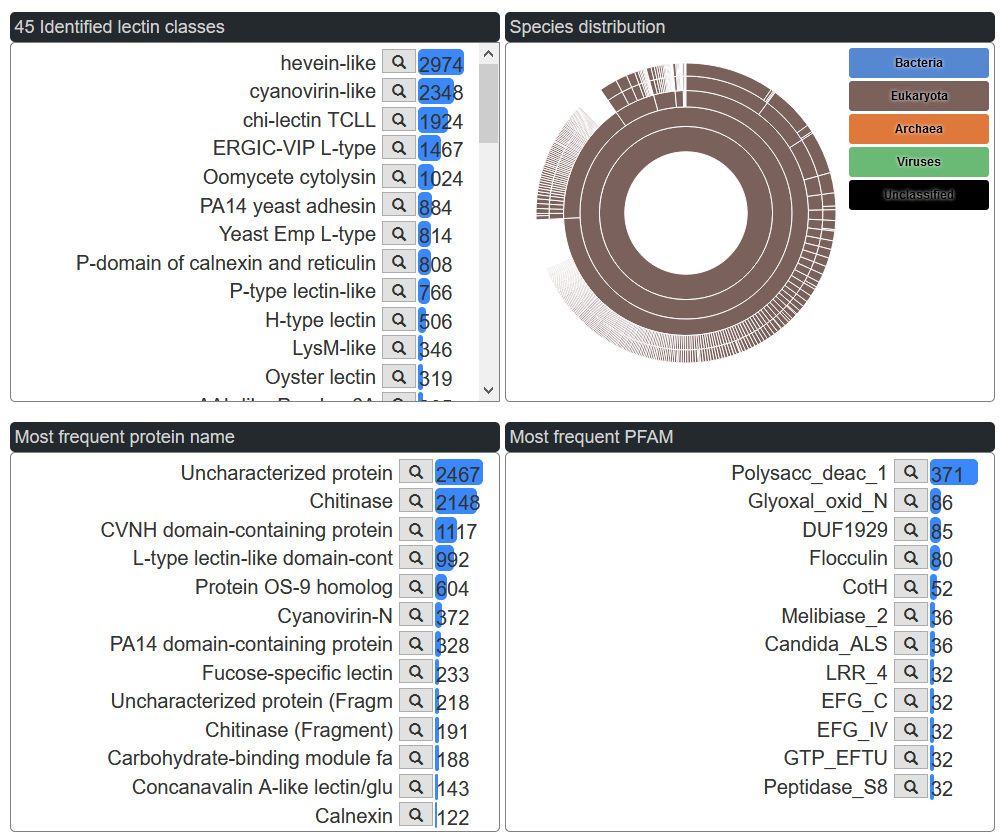 45 Identified lectin classes
hevein-like 2974
cyanovirin-like 2348
chi-lectin TCLL 1924
ERGIC-VIP L-type 1467
Oomycete cytolysin 1024
PA14 yeast adhesin 884
Yeast Emp L-type 814
P-domain of calnexin and reticulin 808
P-type lectin-like 766
H-type lectin 506
LysM-like 346
Oyster lectin 319
Species distribution
Bacteria
Eukaryota
Archaea
Viruses
Unclassified
Most frequent protein name
Uncharacterized protein 2467
Chitinase 2148
CVNH domain-containing protein 1117
L-type lectin-like domain-cont 992
Protein OS-9 homolog 604
Cyanovirin-N 372
PA14 domain-containing protein 328
Fucose-specific lectin 233
Uncharacterized protein (Fragm 218
Chitinase (Fragment) 191
Carbohydrate-binding module fa 188
Concanavalin A-like lectin/glu 143
Calnexin 122
Most frequent PFAM
Polysacc_deac_1 371
Glyoxal_oxid_N 86
DUF1929 85
Flocculin 80
CotH 52
Melibiase_2 36
Candida_ALS 36
LRR_4 32
EFG_C 32
EFG_IV 32
GTP_EFTU 32
Peptidase_S8 32